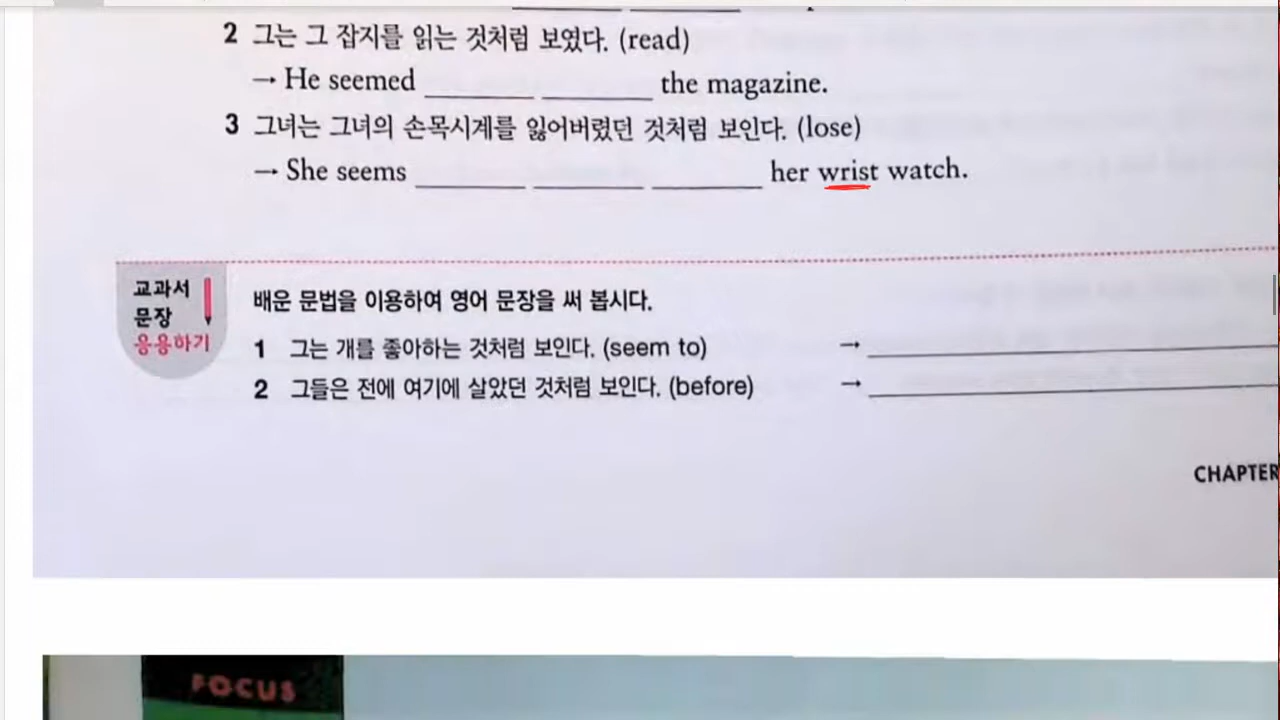 2 그는 그 잡지를 읽는 것처럼 보였다. (read)
→ He seemed ________ ________ the magazine.
3 그녀는 그녀의 손목시계를 잃어버렸던 것처럼 보인다. (lose)
→ She seems ________ ________ ________ her wrist watch.
교과서
문장
응용하기
배운 문법을 이용하여 영어 문장을 써 봅시다.
1 그는 개를 좋아하는 것처럼 보인다. (seem to) →
2 그들은 전에 여기에 살았던 것처럼 보인다. (before) →
CHAPTER
FOCUS